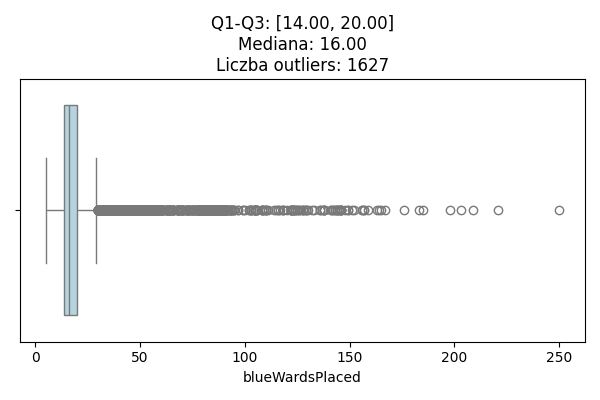 Q1-Q3: [14.00, 20.00]
Mediana: 16.00
Liczba outliers: 1627
0 50 100 150 200 250
blueWardsPlaced